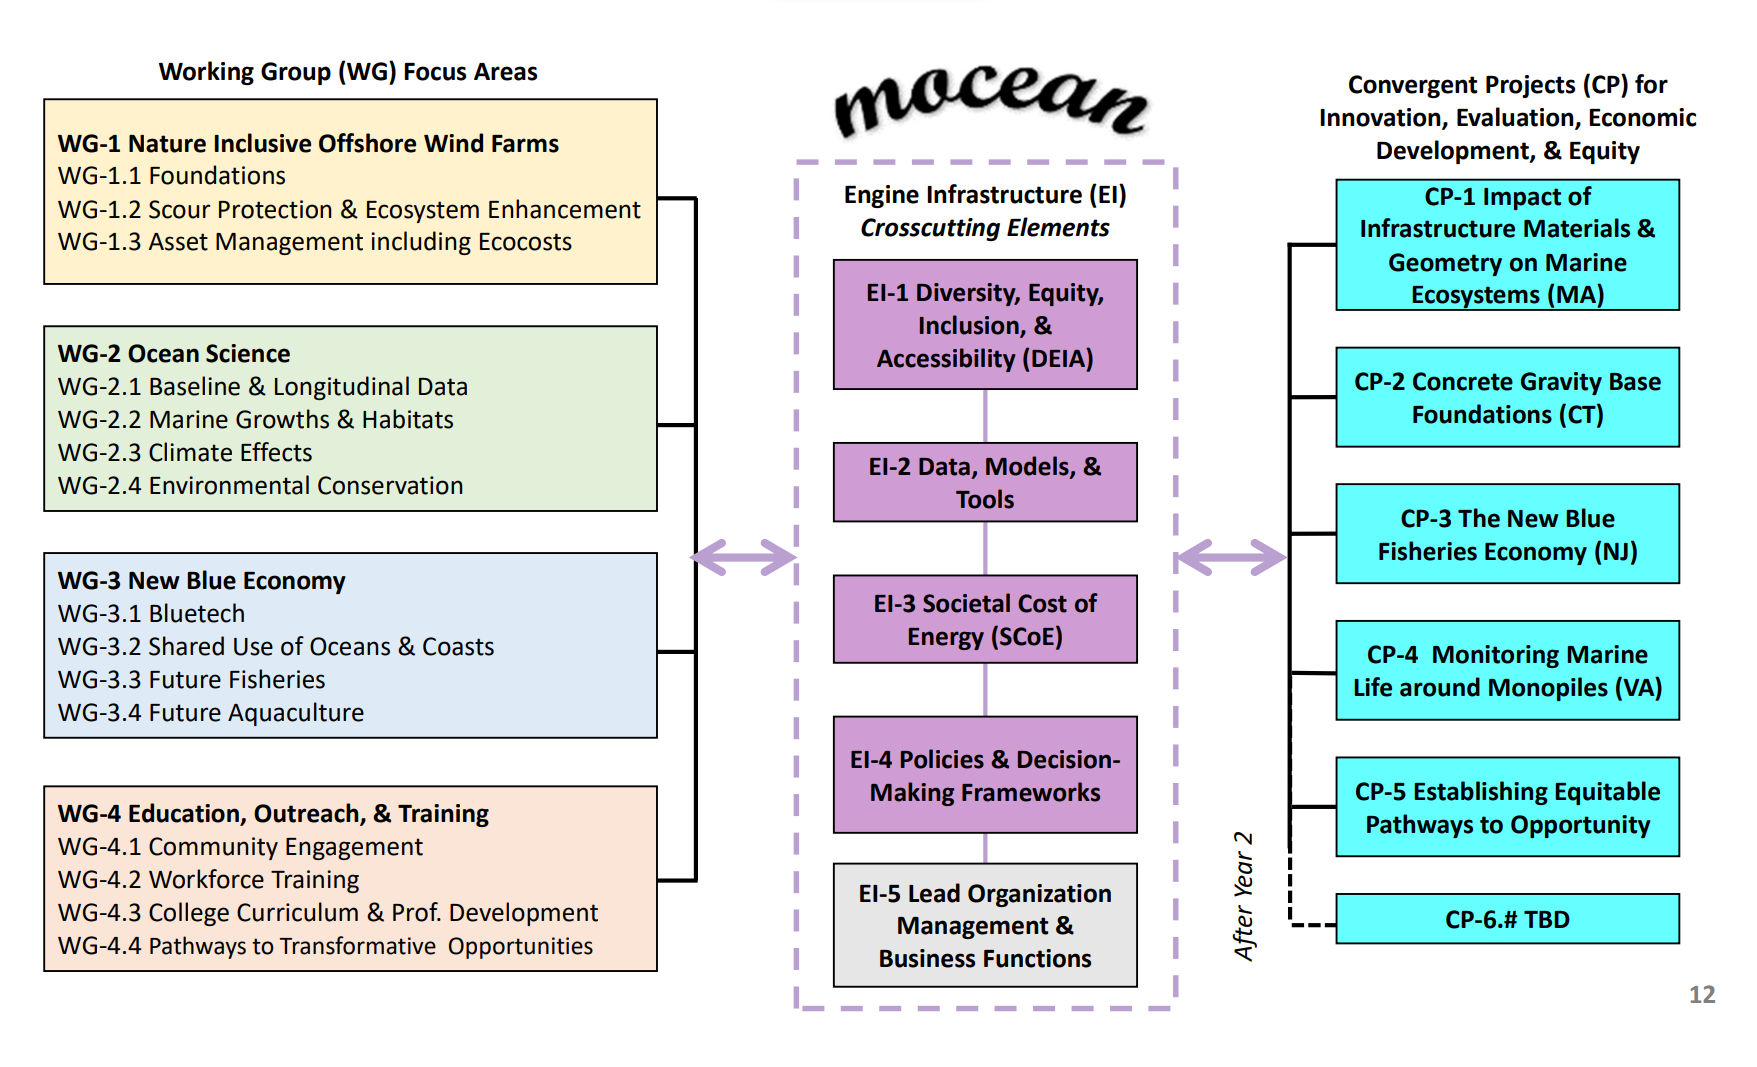 Working Group (WG) Focus Areas
WG-1 Nature Inclusive Offshore Wind Farms
WG-1.1 Foundations
WG-1.2 Scour Protection & Ecosystem Enhancement
WG-1.3 Asset Management including Ecocosts
WG-2 Ocean Science
WG-2.1 Baseline & Longitudinal Data
WG-2.2 Marine Growths & Habitats
WG-2.3 Climate Effects
WG-2.4 Environmental Conservation
WG-3 New Blue Economy
WG-3.1 Bluetech
WG-3.2 Shared Use of Oceans & Coasts
WG-3.3 Future Fisheries
WG-3.4 Future Aquaculture
WG-4 Education, Outreach, & Training
WG-4.1 Community Engagement
WG-4.2 Workforce Training
WG-4.3 College Curriculum & Prof. Development
WG-4.4 Pathways to Transformative Opportunities
mocean
Engine Infrastructure (EI)
Crosscutting Elements
EI-1 Diversity, Equity,
Inclusion, &
Accessibility (DEIA)
EI-2 Data, Models, &
Tools
EI-3 Societal Cost of
Energy (SCoE)
EI-4 Policies & Decision-
Making Frameworks
EI-5 Lead Organization
Management &
Business Functions
Convergent Projects (CP) for
Innovation, Evaluation, Economic
Development, & Equity
CP-1 Impact of
Infrastructure Materials &
Geometry on Marine
Ecosystems (MA)
CP-2 Concrete Gravity Base
Foundations (CT)
CP-3 The New Blue
Fisheries Economy (NJ)
CP-4 Monitoring Marine
Life around Monopiles (VA)
CP-5 Establishing Equitable
Pathways to Opportunity
After Year 2
CP-6.# TBD
12